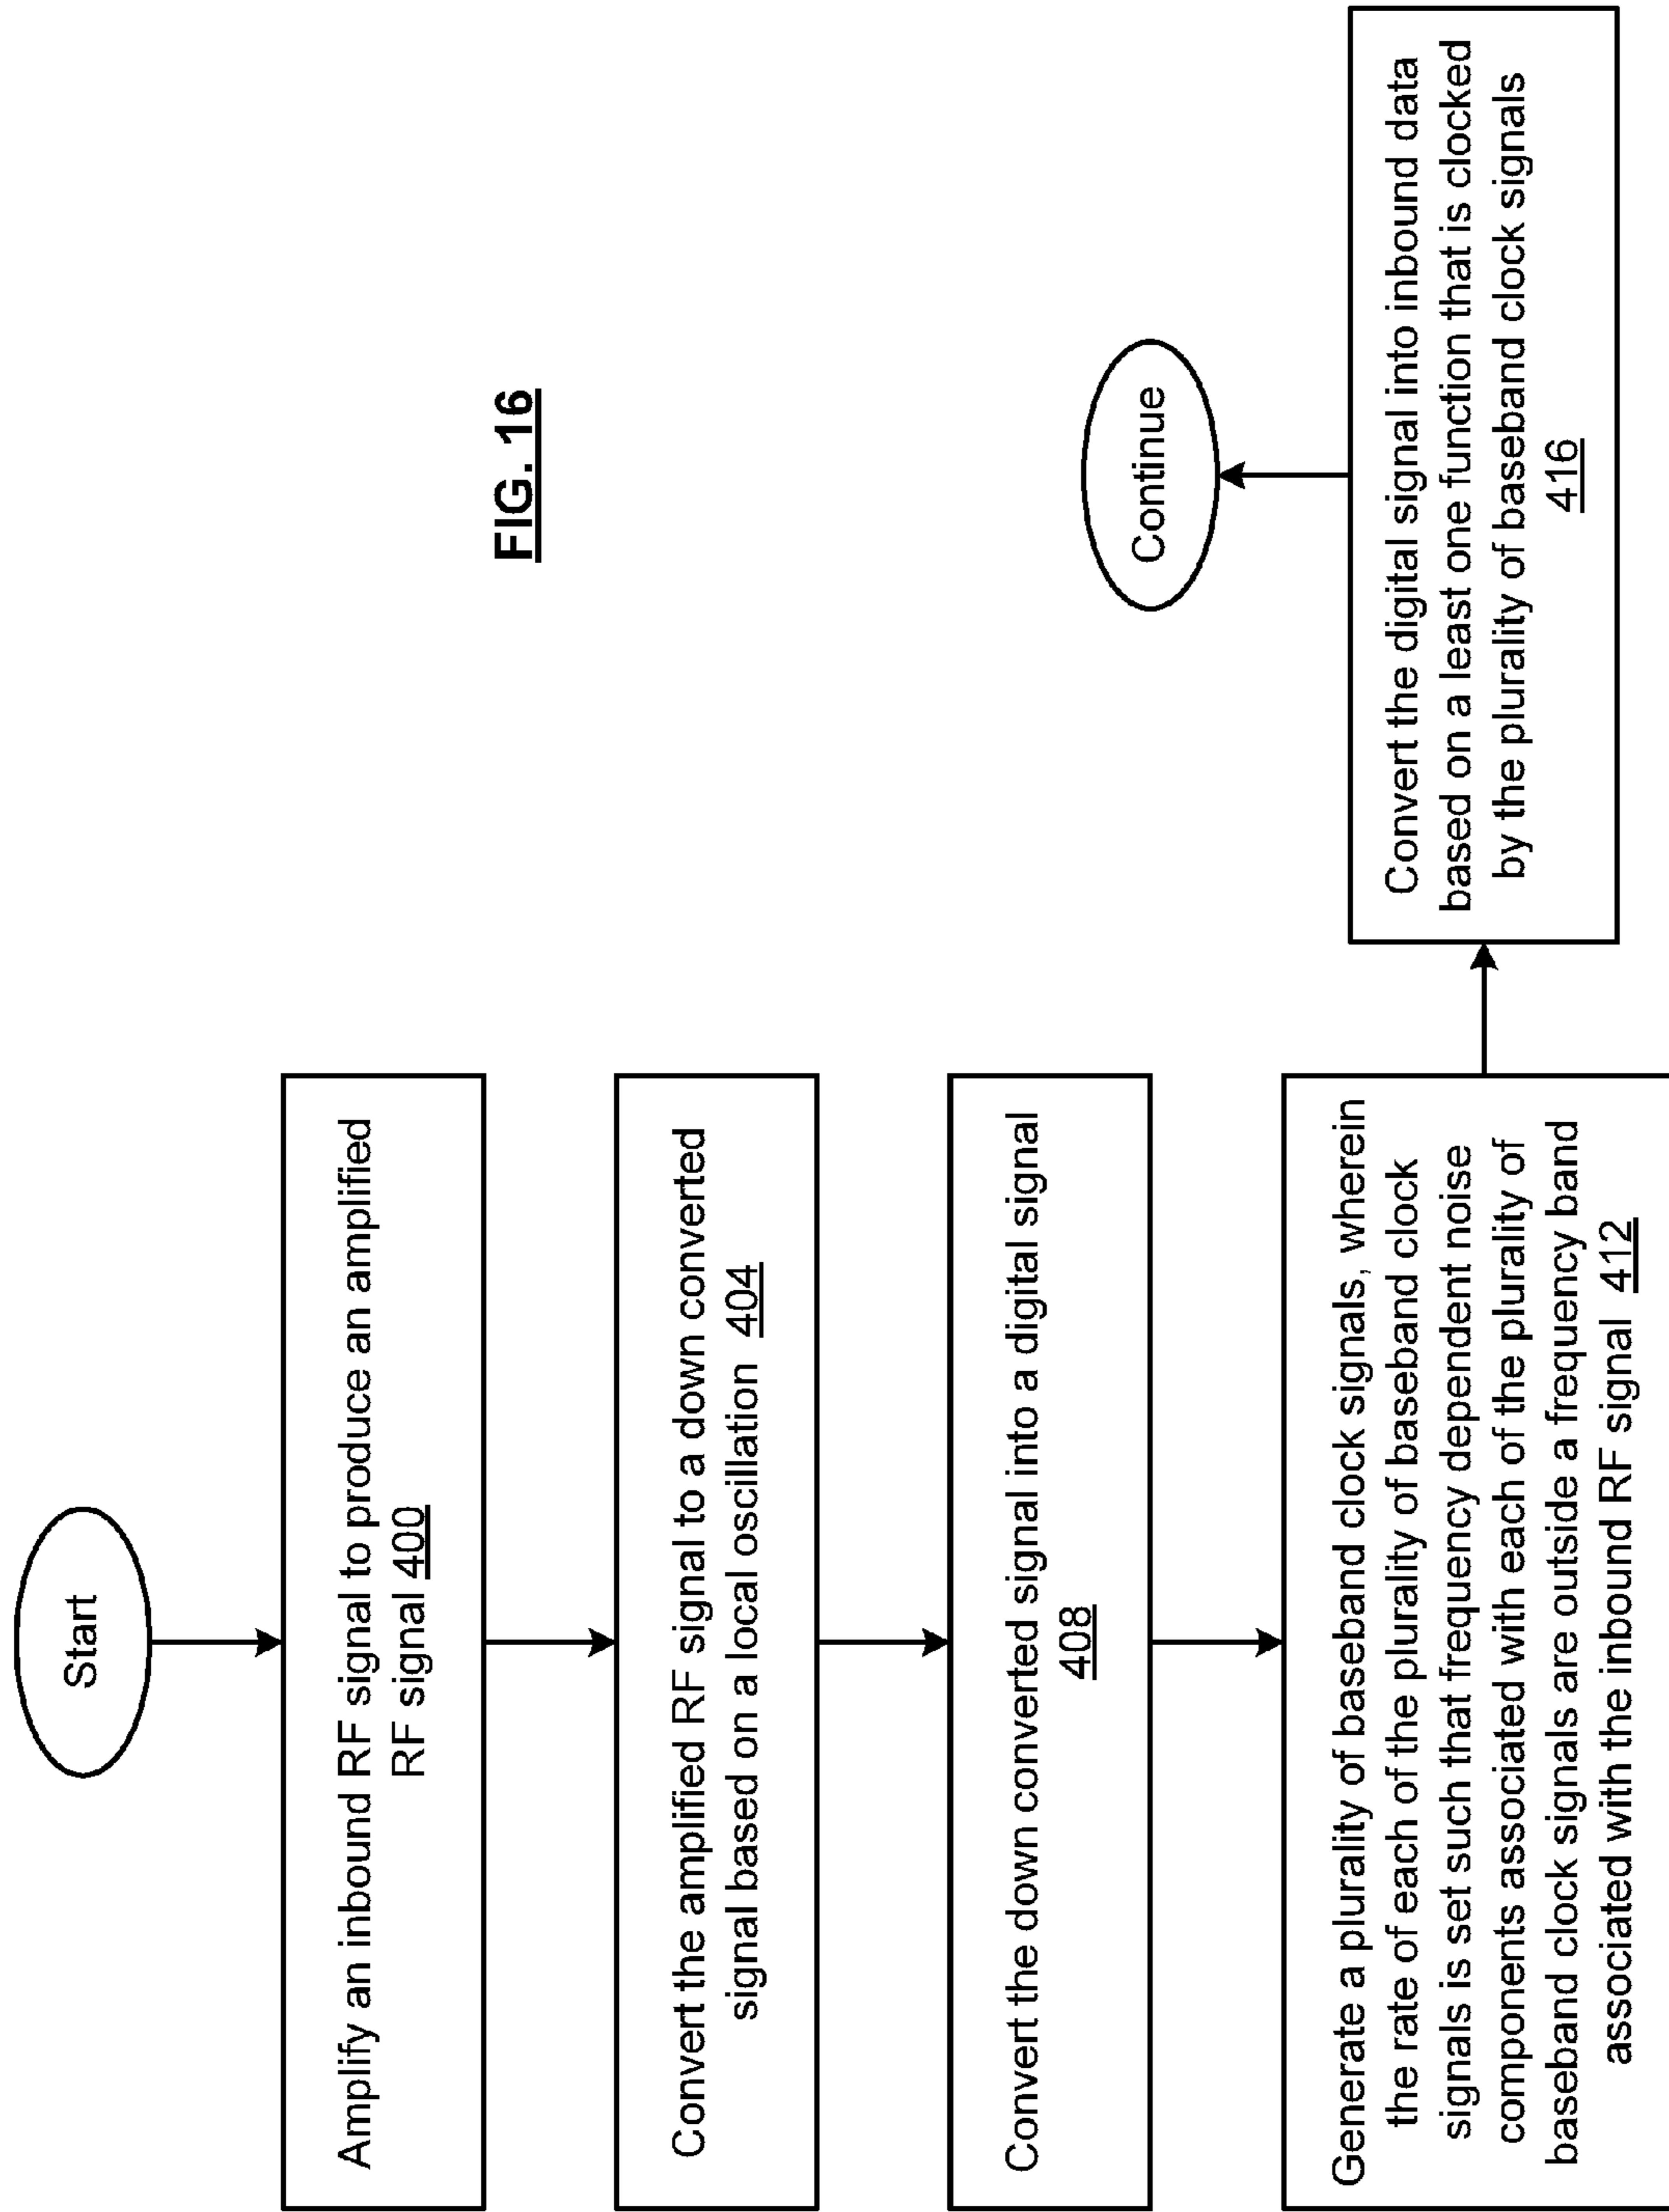 Start
Amplify an inbound RF signal to produce an amplified
RF signal 400
Convert the amplified RF signal to a down converted
signal based on a local oscillation 404
Convert the down converted signal into a digital signal
408
Generate a plurality of baseband clock signals, wherein
the rate of each of the plurality of baseband clock
signals is set such that frequency dependent noise
components associated with each of the plurality of
baseband clock signals are outside a frequency band
associated with the inbound RF signal 412
Convert the digital signal into inbound data
based on a least one function that is clocked
by the plurality of baseband clock signals
416
Continue
FIG. 16